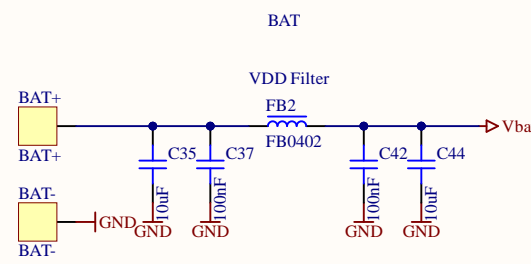 BAT
VDD Filter
BAT+
FB2
Vba
BAT+
C35
C37
FB0402
C42
C44
10uF
100nF
100nF
10uF
BAT-
GND
GND
GND
GND
GND
BAT-